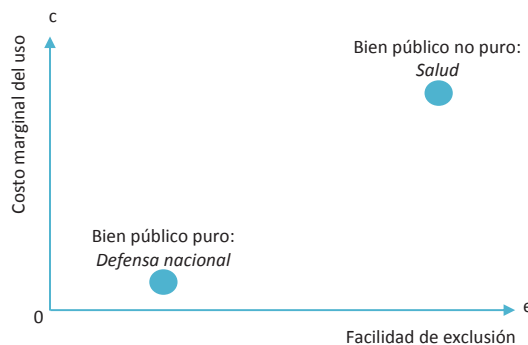 c
Bien público no puro:
Salud
Costo marginal del uso
Bien público puro:
Defensa nacional
0
e
Facilidad de exclusión